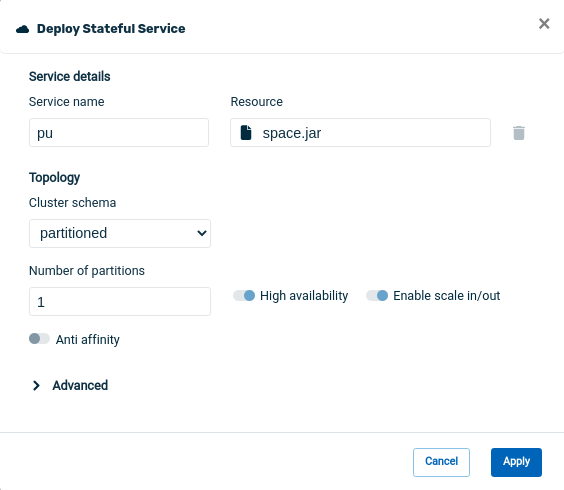 Deploy Stateful Service
Service details
Service name
Resource
pu
space.jar
Topology
Cluster schema
partitioned
Number of partitions
1
High availability
Enable scale in/out
Anti affinity
Advanced
Cancel
Apply